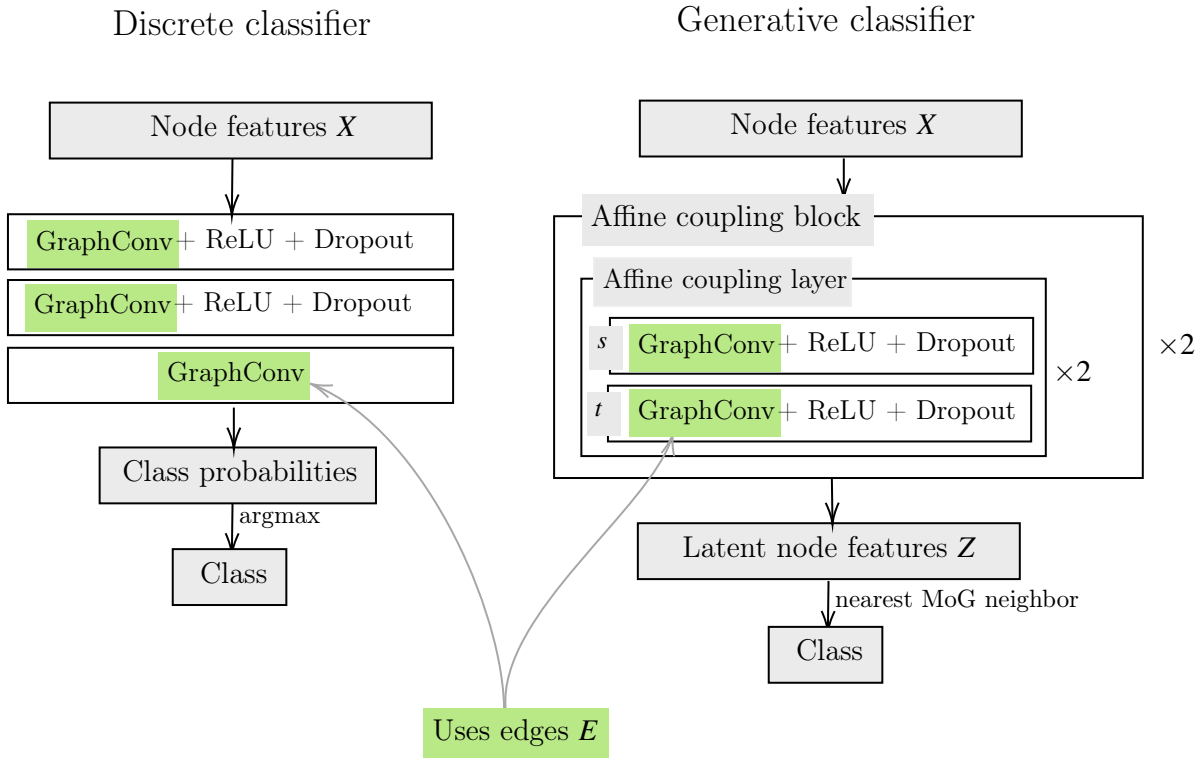 Discrete classifier
Node features X
GraphConv + ReLU + Dropout
GraphConv + ReLU + Dropout
GraphConv
Class probabilities
argmax
Class
Generative classifier
Node features X
Affine coupling block
Affine coupling layer
s GraphConv + ReLU + Dropout
t GraphConv + ReLU + Dropout
×2
×2
Latent node features Z
nearest MoG neighbor
Class
Uses edges E